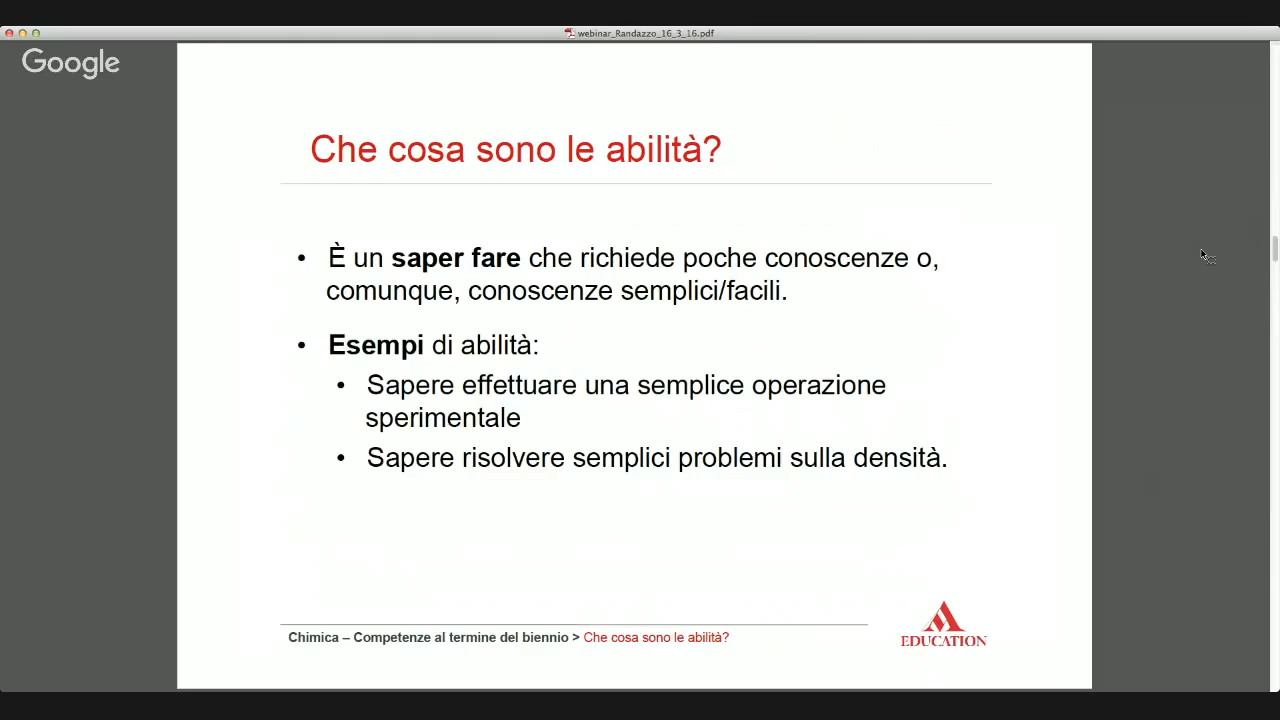 webinar_Randazzo_16_3_16.pdf
Google
Che cosa sono le abilità?
• È un saper fare che richiede poche conoscenze o,
comunque, conoscenze semplici/facili.
• Esempi di abilità:
• Sapere effettuare una semplice operazione
sperimentale
• Sapere risolvere semplici problemi sulla densità.
Chimica – Competenze al termine del biennio > Che cosa sono le abilità?
EDUCATION